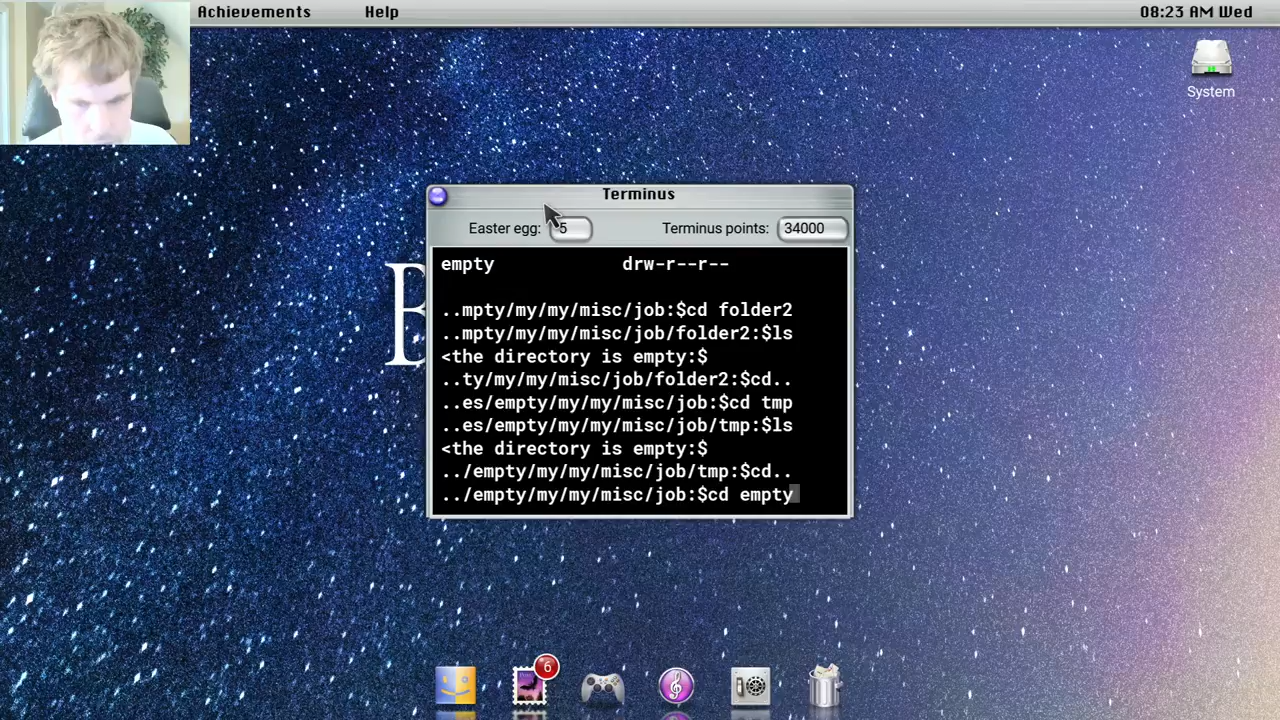 Achievements Help 08:23 AM Wed
System
Terminus
Easter egg: 5 Terminus points: 34000
empty drw-r--r--
..mpty/my/my/misc/job:$cd folder2
..mpty/my/my/misc/job/folder2:$ls
<the directory is empty:$
..ty/my/my/misc/job/folder2:$cd..
..es/empty/my/my/misc/job:$cd tmp
..es/empty/my/my/misc/job/tmp:$ls
<the directory is empty:$
../empty/my/my/misc/job/tmp:$cd..
../empty/my/my/misc/job:$cd empty
B
6